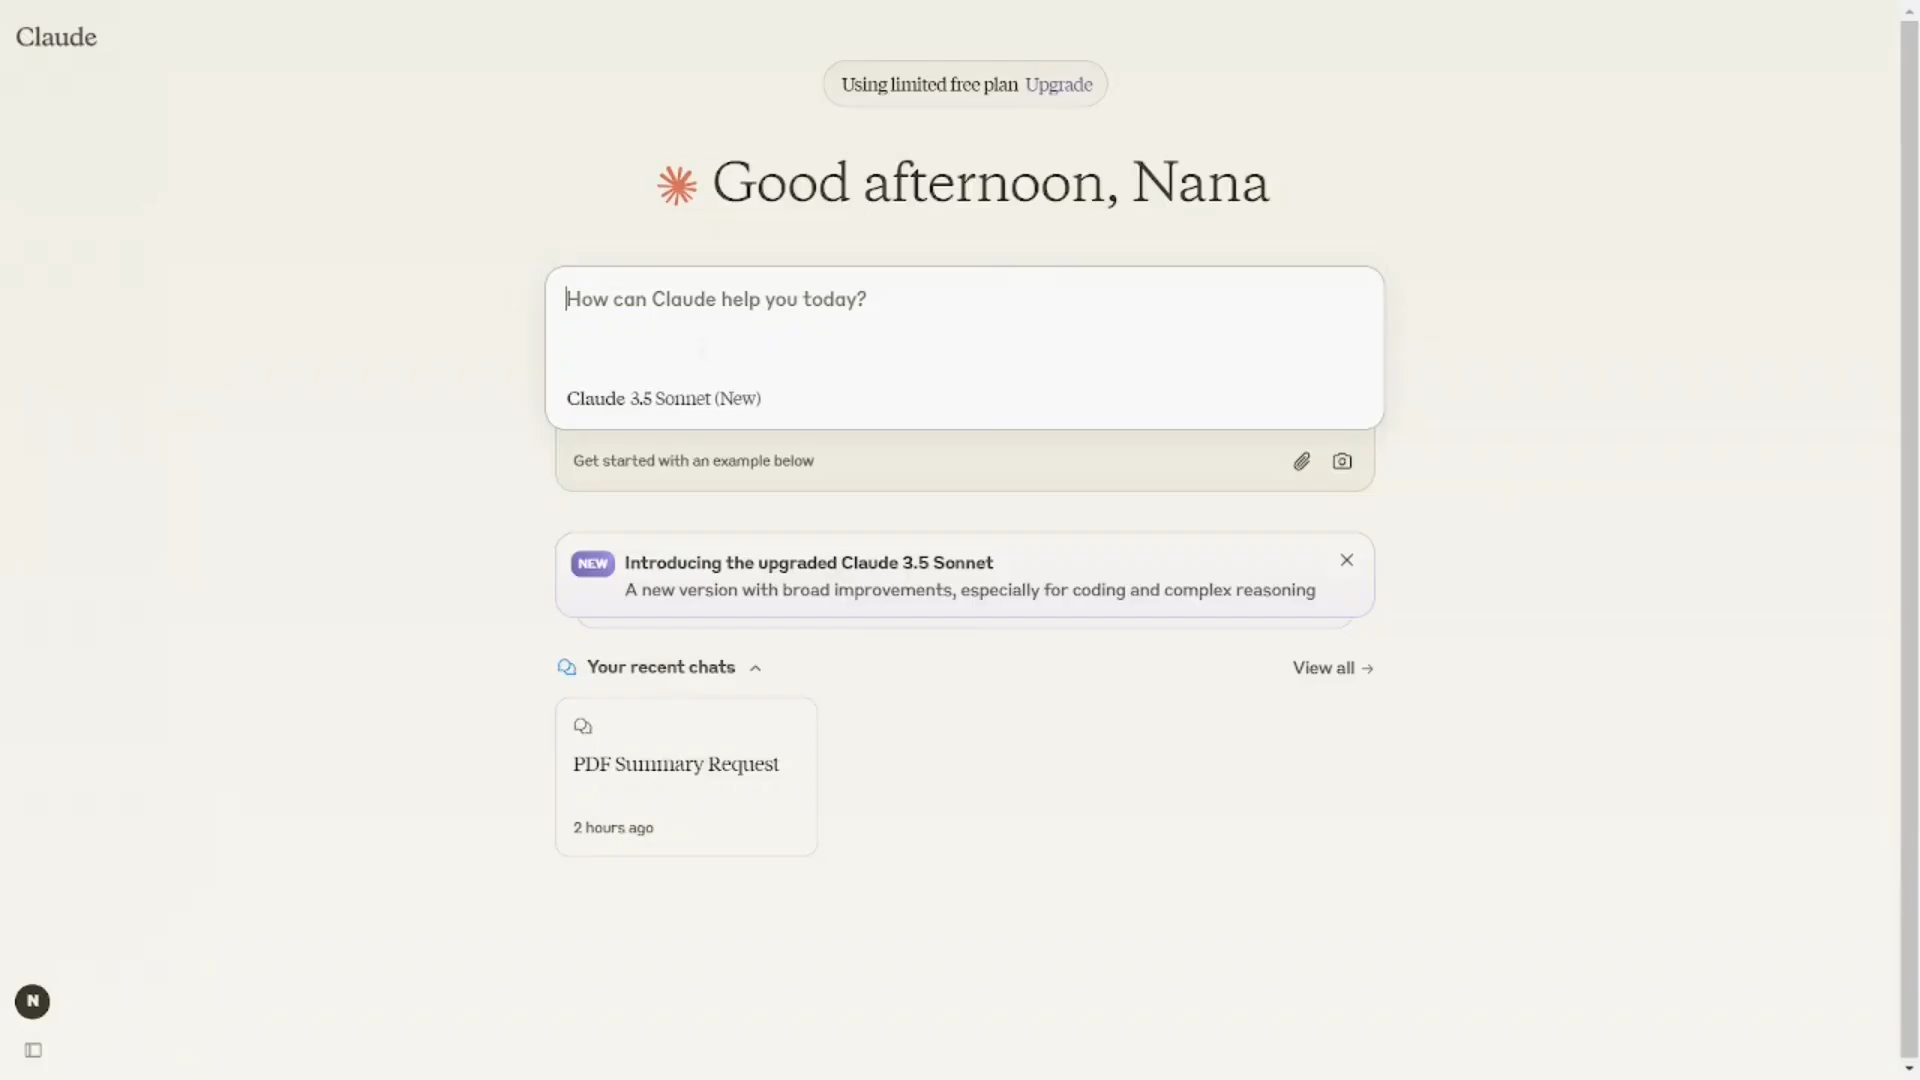 Claude
Using limited free plan Upgrade
Good afternoon, Nana
How can Claude help you today?
Claude 3.5 Sonnet (New)
Get started with an example below
NEW Introducing the upgraded Claude 3.5 Sonnet
A new version with broad improvements, especially for coding and complex reasoning
Your recent chats View all →
PDF Summary Request
2 hours ago
N